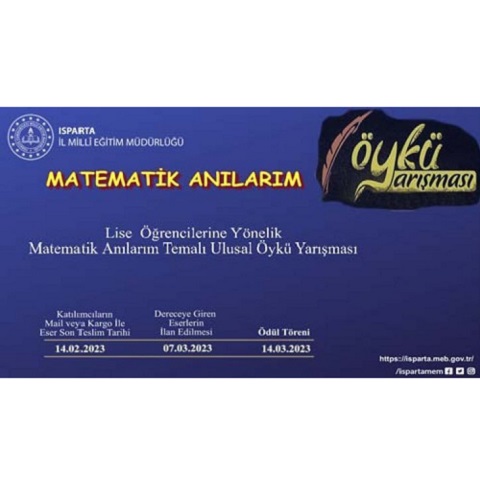 ISPARTA
İL MİLLÎ EĞİTİM MÜDÜRLÜĞÜ
öykü
yarışması
MATEMATİK ANILARIM
Lise Öğrencilerine Yönelik
Matematik Anılarım Temalı Ulusal Öykü Yarışması
Katılımcıların
Mail veya Kargo İle
Eser Son Teslim Tarihi
14.02.2023
Dereceye Giren
Eserlerin
İlan Edilmesi
07.03.2023
Ödül Töreni
14.03.2023
https://isparta.meb.gov.tr/
/ispartamem